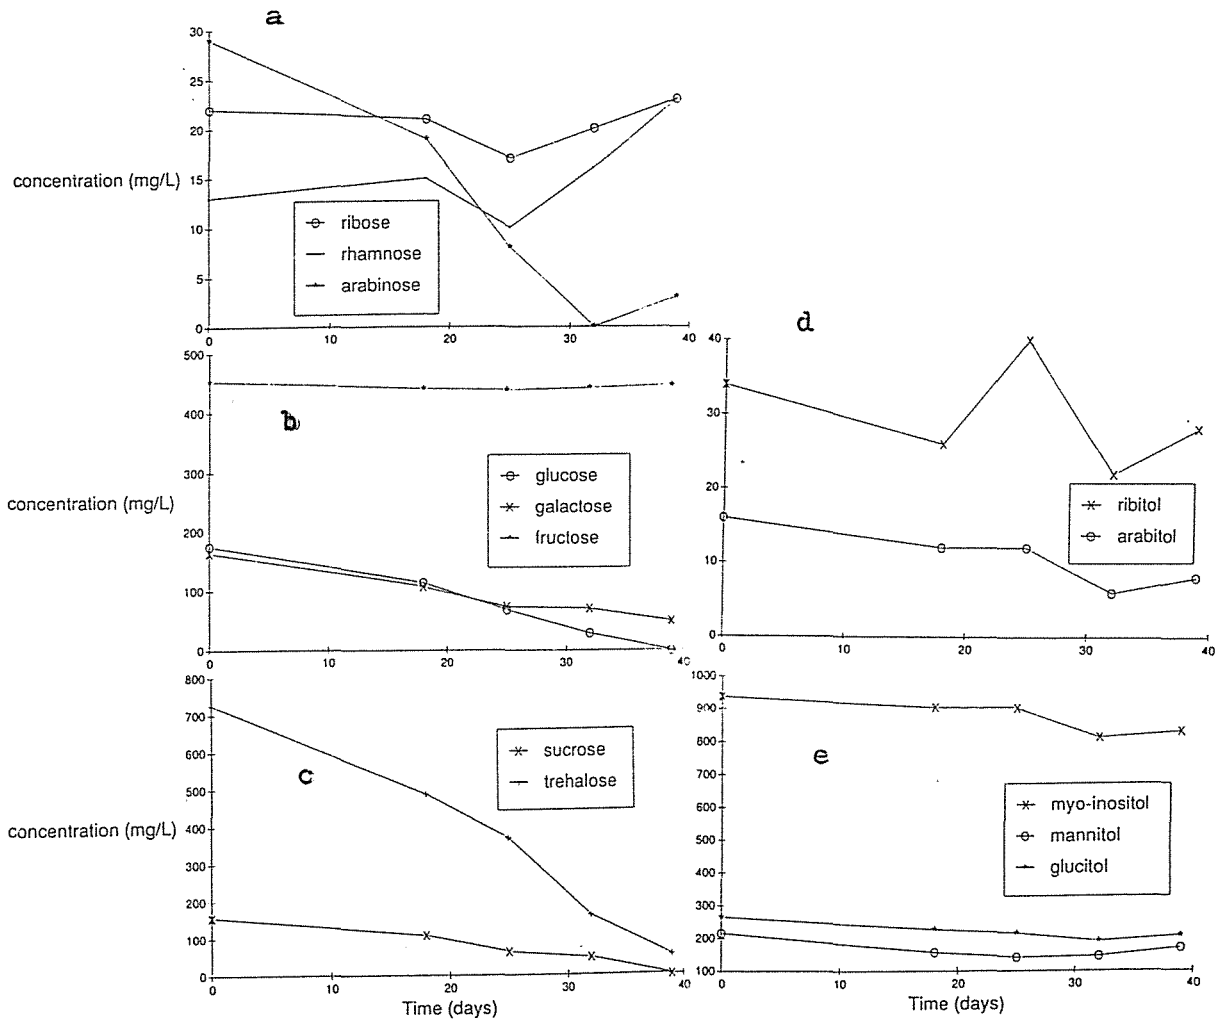 a
30
25
20
15
10
5
0
concentration (mg/L)
ribose
rhamnose
arabinose
0 10 20 30 40
b
500
400
300
200
100
0
concentration (mg/L)
glucose
galactose
fructose
0 10 20 30 40
c
800
700
600
500
400
300
200
100
0
concentration (mg/L)
sucrose
trehalose
0 10 20 30 40
Time (days)
d
40
30
20
10
0
ribitol
arabitol
0 10 20 30 40
e
1000
900
800
700
600
500
400
300
200
100
myo-inositol
mannitol
glucitol
0 10 20 30 40
Time (days)